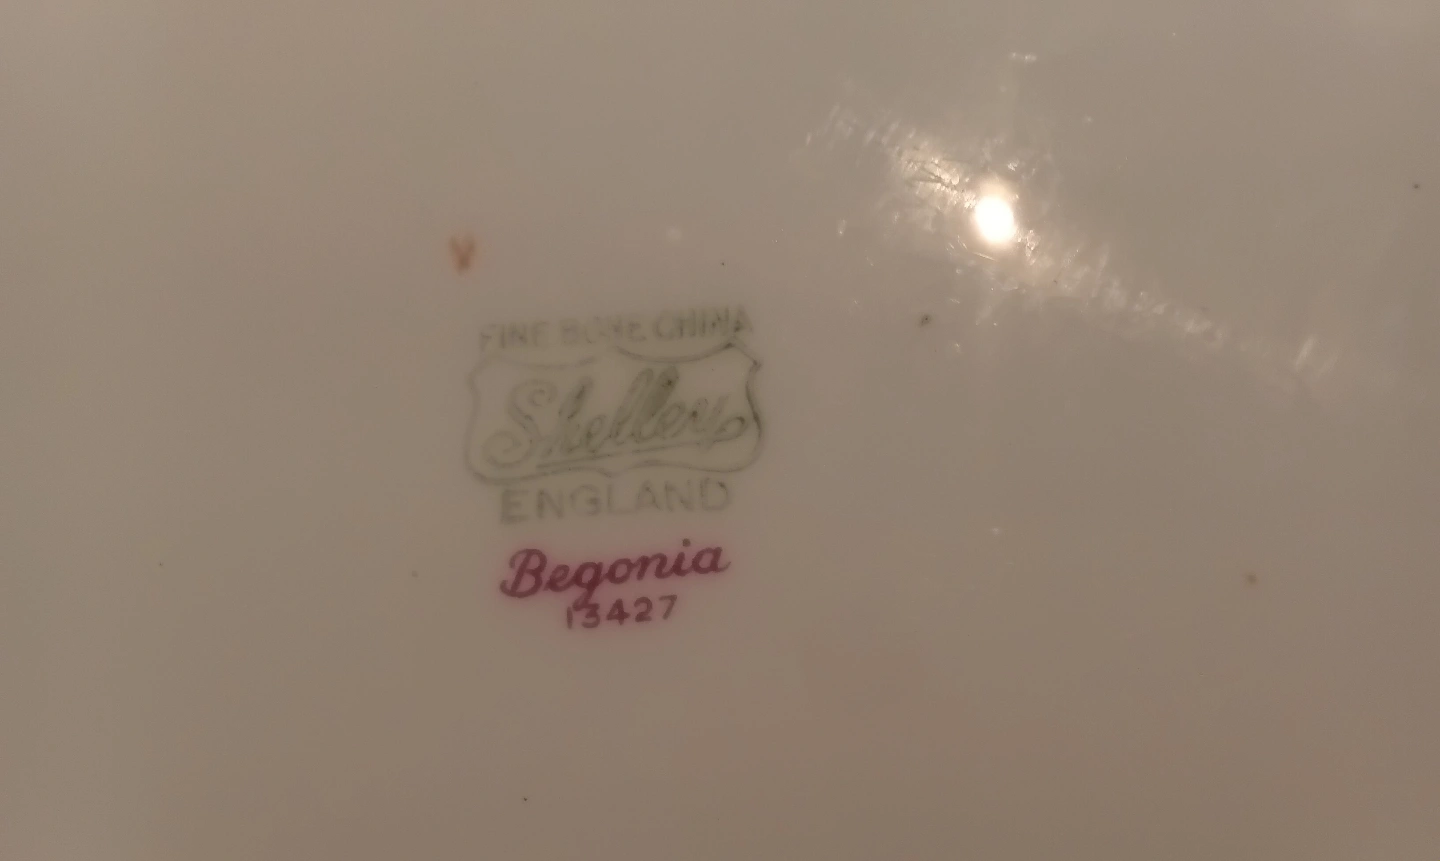 FINE BONE CHINA
Shelley
ENGLAND
Begonia
13427